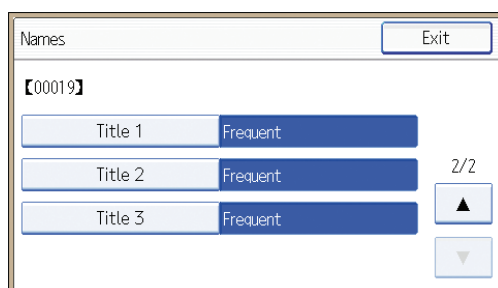 Names Exit
【00019】
Title 1 Frequent
Title 2 Frequent
2/2
Title 3 Frequent
▲
▼